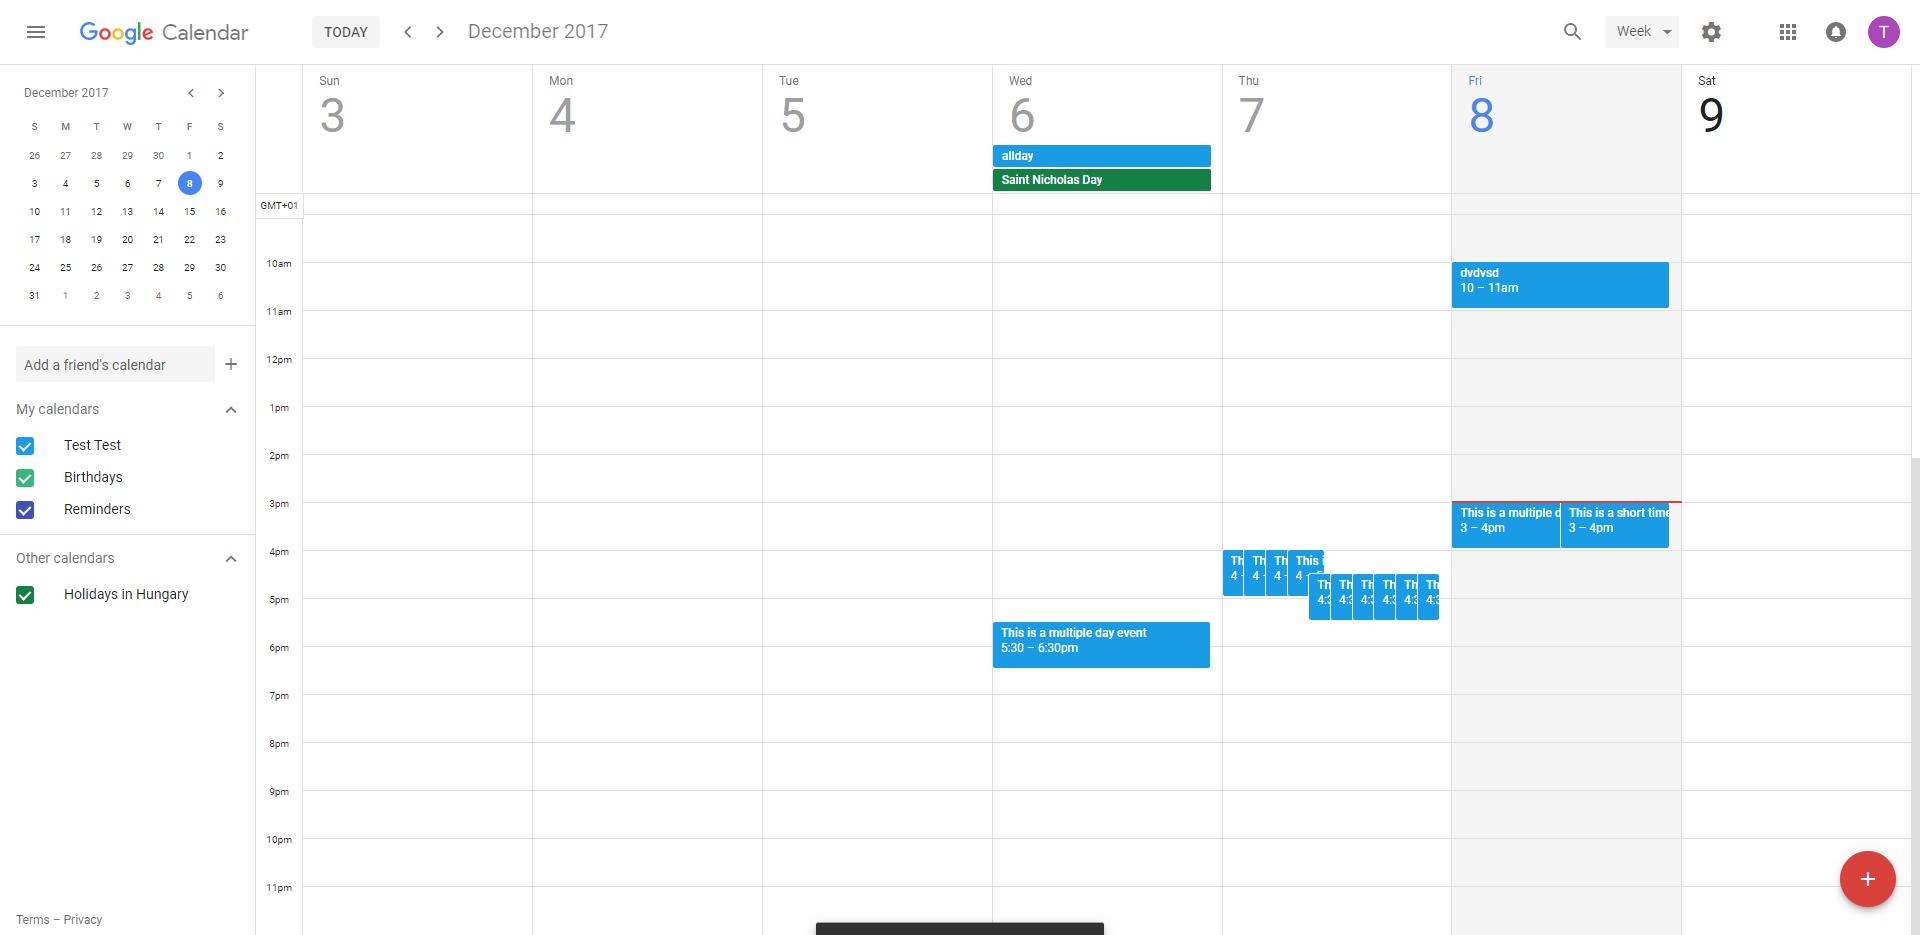 Google Calendar
TODAY
December 2017
Week
T
December 2017
S M T W T F S
26 27 28 29 30 1 2
3 4 5 6 7 8 9
10 11 12 13 14 15 16
17 18 19 20 21 22 23
24 25 26 27 28 29 30
31 1 2 3 4 5 6
Add a friend's calendar
My calendars
Test Test
Birthdays
Reminders
Other calendars
Holidays in Hungary
Terms – Privacy
Sun Mon Tue Wed Thu Fri Sat
3 4 5 6 7 8 9
allday
Saint Nicholas Day
GMT+01
10am
11am
12pm
1pm
2pm
3pm
4pm
5pm
6pm
7pm
8pm
9pm
10pm
11pm
This is a multiple day event
5:30 – 6:30pm
Th Th Th This i
4 - 4 - 4 - 4 -
Th Th Th Th Th Th
4:3 4:3 4:3 4:3 4:3 4:3
dvdvsd
10 – 11am
This is a multiple d
3 – 4pm
This is a short time
3 – 4pm